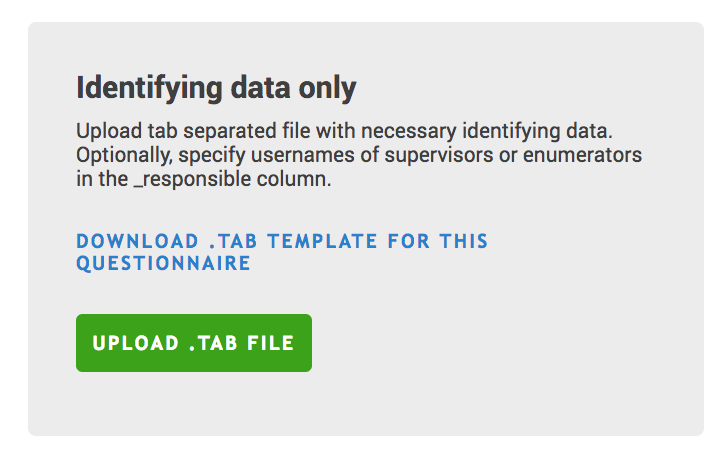 Identifying data only
Upload tab separated file with necessary identifying data.
Optionally, specify usernames of supervisors or enumerators
in the _responsible column.
DOWNLOAD .TAB TEMPLATE FOR THIS
QUESTIONNAIRE
UPLOAD .TAB FILE